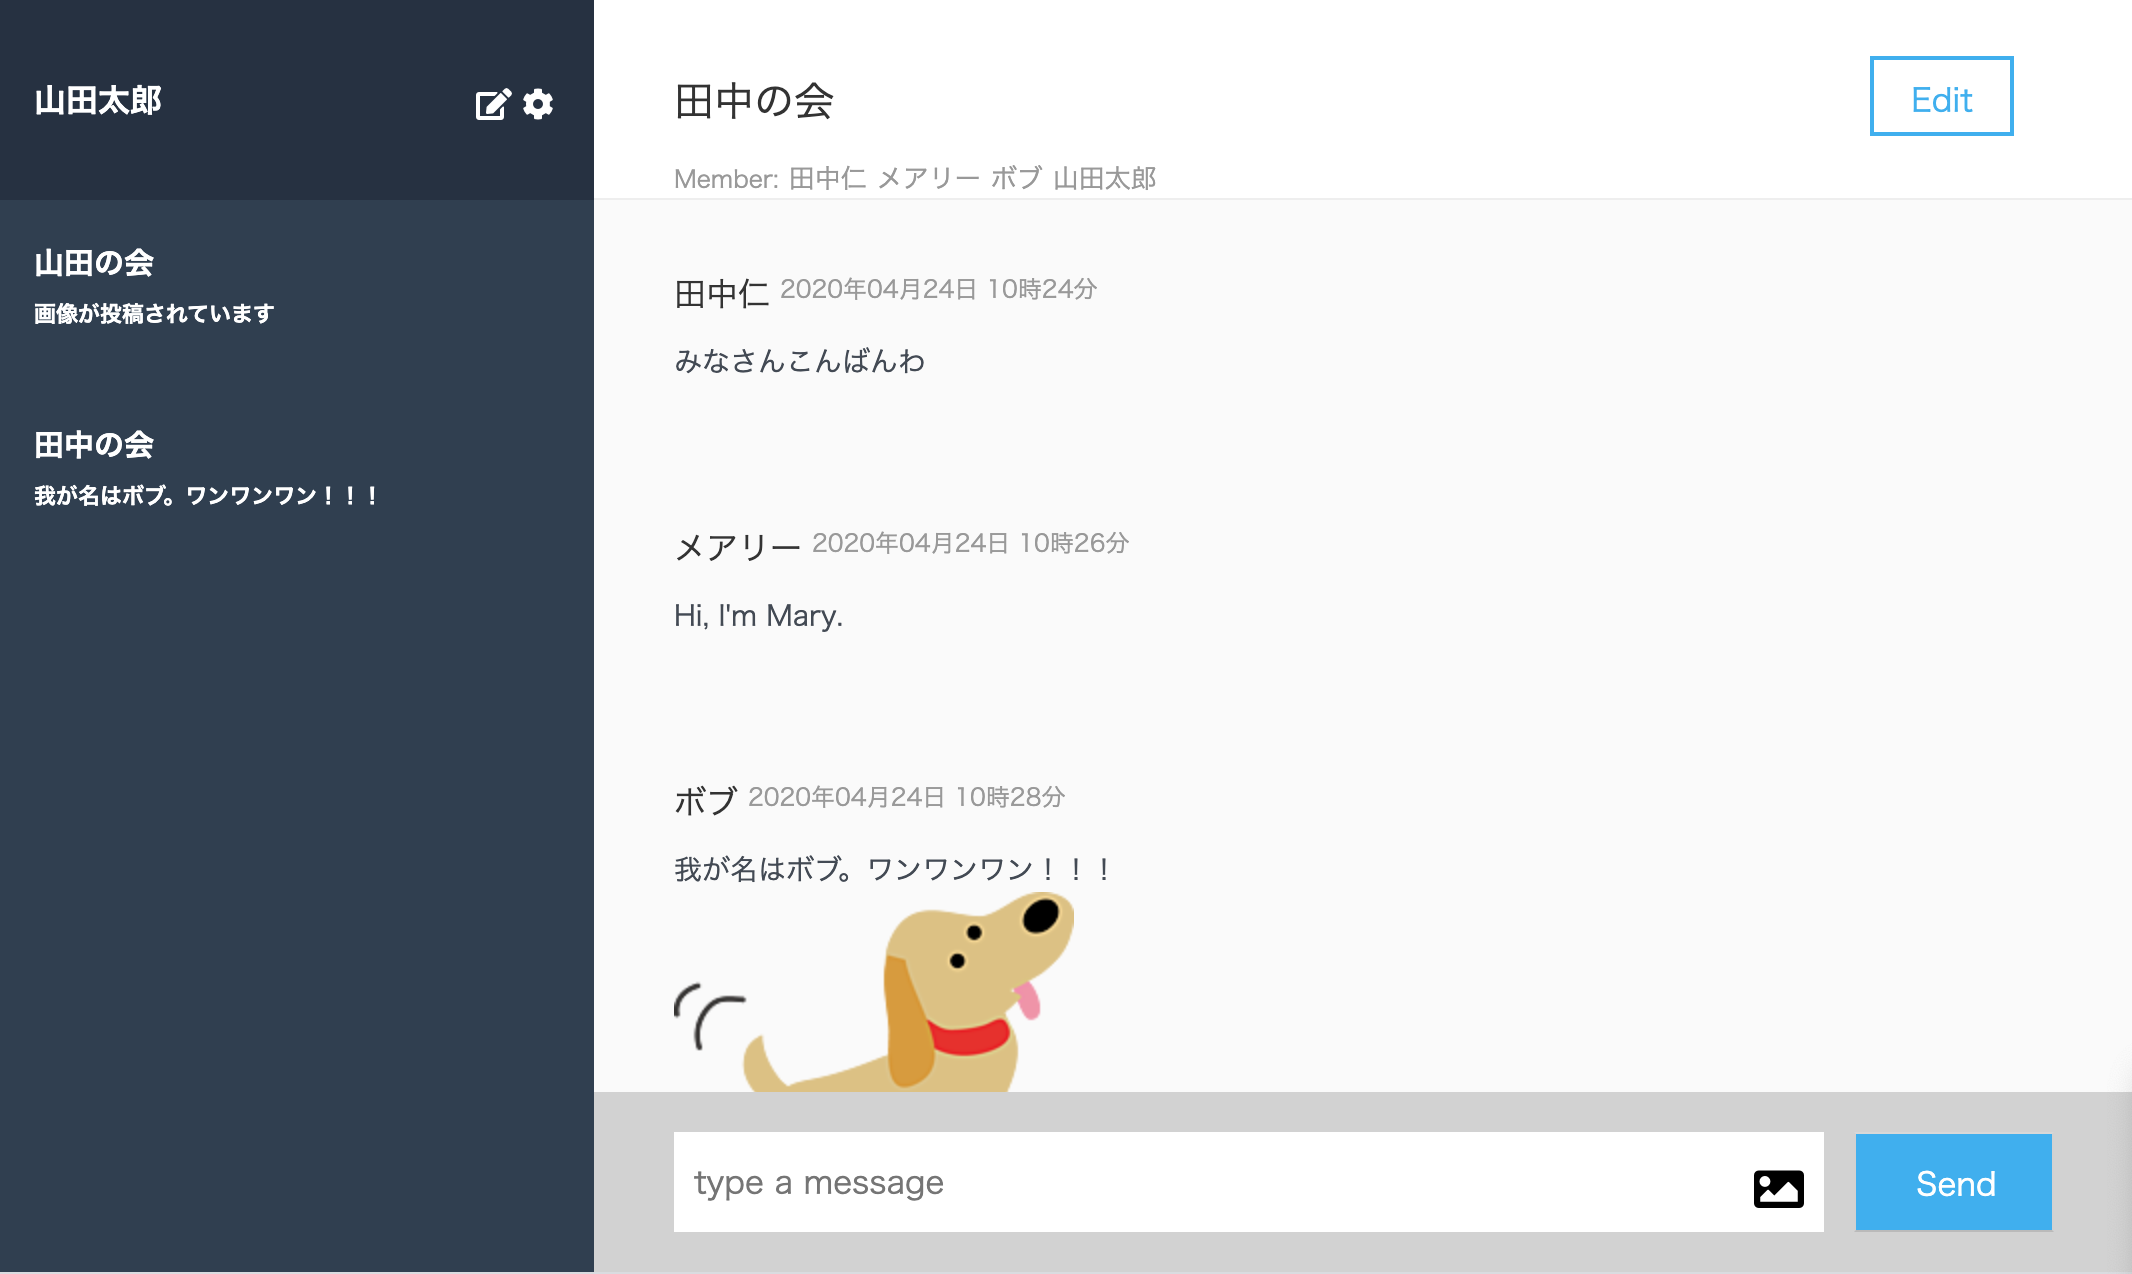 山田太郎
山田の会
画像が投稿されています
田中の会
我が名はボブ。ワンワンワン！！！
田中の会
Edit
Member: 田中仁 メアリー ボブ 山田太郎
田中仁 2020年04月24日 10時24分
みなさんこんばんわ
メアリー 2020年04月24日 10時26分
Hi, I'm Mary.
ボブ 2020年04月24日 10時28分
我が名はボブ。ワンワンワン！！！
type a message
Send